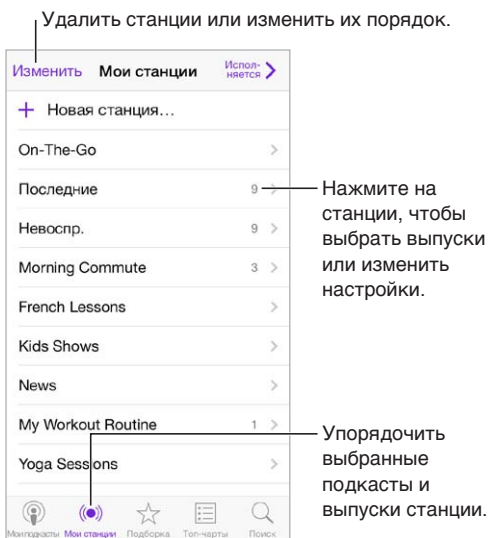 Удалить станции или изменить их порядок.
Изменить Мои станции Испол-
няется
+ Новая станция...
On-The-Go
Последние 9
Нажмите на
станции, чтобы
выбрать выпуски
или изменить
настройки.
Невоспр. 9
Morning Commute 3
French Lessons
Kids Shows
News
My Workout Routine 1
Yoga Sessions
Упорядочить
выбранные
подкасты и
выпуски станции.
Мои подкасты Мои станции Подборка Топ-чарты Поиск